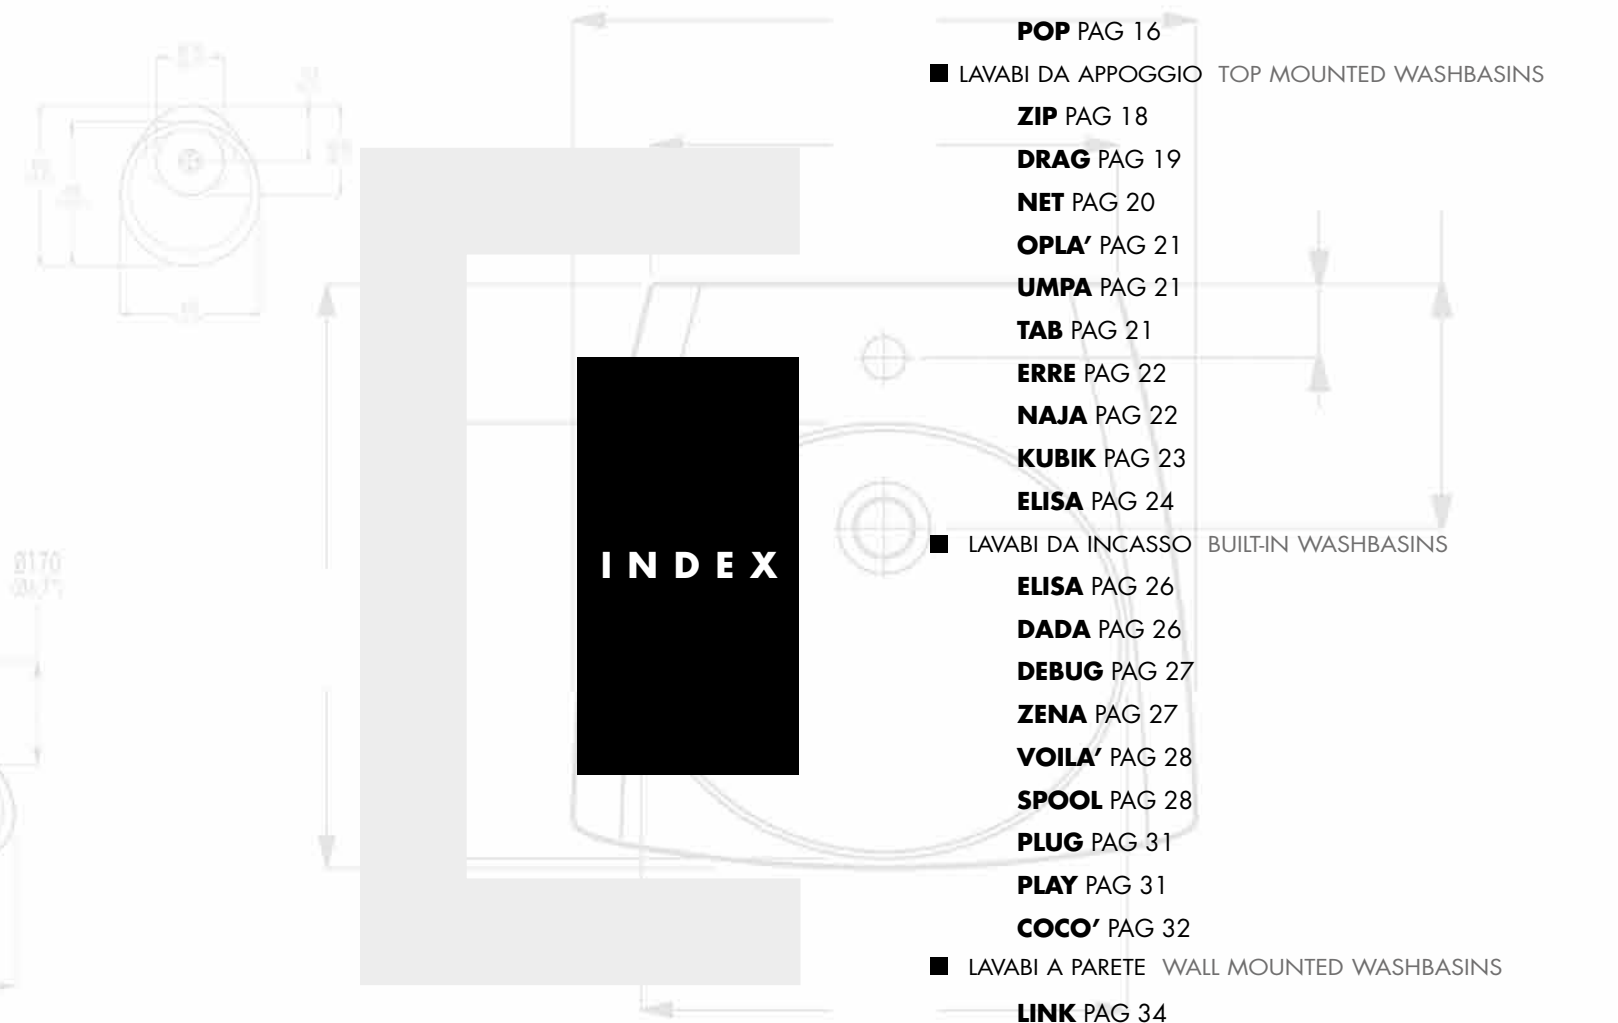 POP PAG 16
LAVABI DA APPOGGIO TOP MOUNTED WASHBASINS
ZIP PAG 18
DRAG PAG 19
NET PAG 20
OPLA’ PAG 21
UMPA PAG 21
TAB PAG 21
ERRE PAG 22
NAJA PAG 22
KUBIK PAG 23
ELISA PAG 24
LAVABI DA INCASSO BUILT-IN WASHBASINS
ELISA PAG 26
DADA PAG 26
DEBUG PAG 27
ZENA PAG 27
VOILA’ PAG 28
SPOOL PAG 28
PLUG PAG 31
PLAY PAG 31
COCO’ PAG 32
LAVABI A PARETE WALL MOUNTED WASHBASINS
LINK PAG 34
INDEX
Ø170